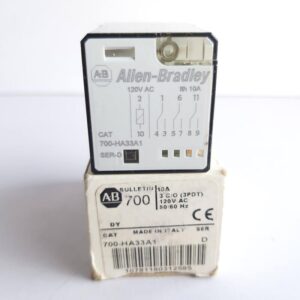 AB Allen-Bradley
120V AC Ith 10A
2 1 6 11
10 4 3 5 7 8 9
CAT
700-HA33A1
SER-D
AB BULLETIN 700
10A
3 C/O (3PDT)
120V AC
50/60 Hz
CE
DY
MADE IN ITALY
CAT SER
700-HA33A1 D